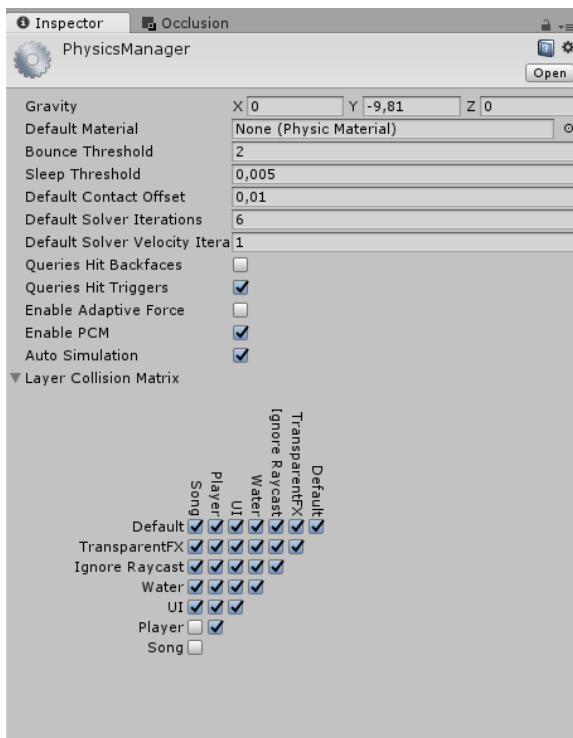 Inspector Occlusion
PhysicsManager
Open
Gravity X 0 Y -9,81 Z 0
Default Material None (Physic Material)
Bounce Threshold 2
Sleep Threshold 0,005
Default Contact Offset 0,01
Default Solver Iterations 6
Default Solver Velocity Itera 1
Queries Hit Backfaces
Queries Hit Triggers
Enable Adaptive Force
Enable PCM
Auto Simulation
Layer Collision Matrix
Song
Player
UI
Water
Ignore Raycast
TransparentFX
Default
Default
TransparentFX
Ignore Raycast
Water
UI
Player
Song